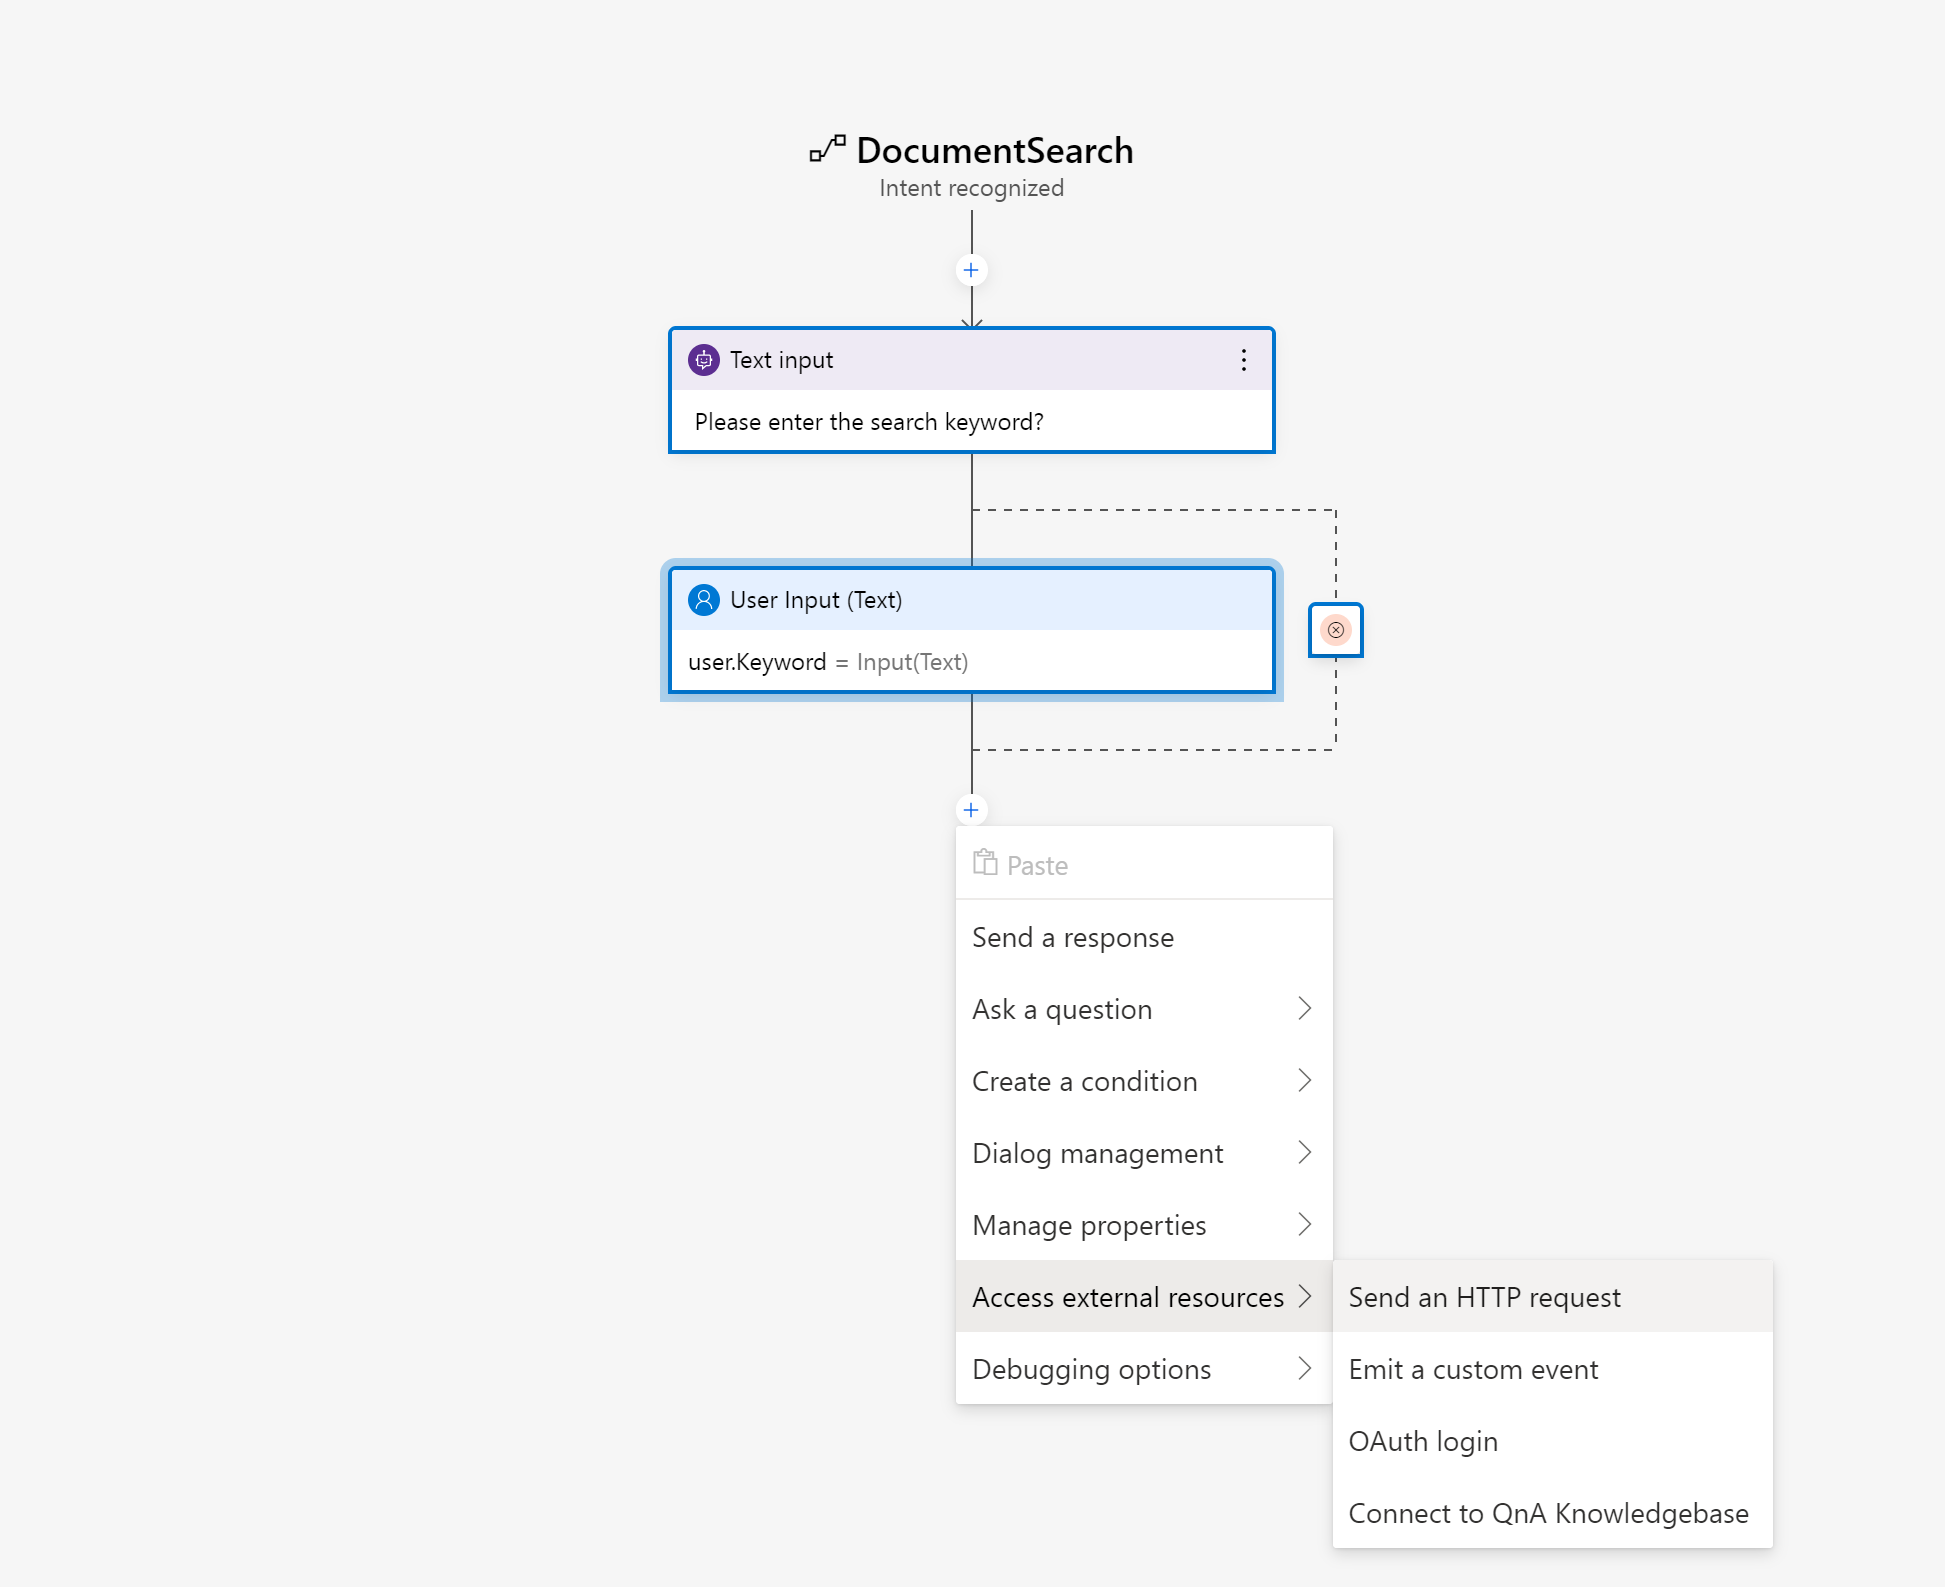 DocumentSearch
Intent recognized
Text input
Please enter the search keyword?
User Input (Text)
user.Keyword = Input(Text)
Paste
Send a response
Ask a question
Create a condition
Dialog management
Manage properties
Access external resources
Send an HTTP request
Debugging options
Emit a custom event
OAuth login
Connect to QnA Knowledgebase